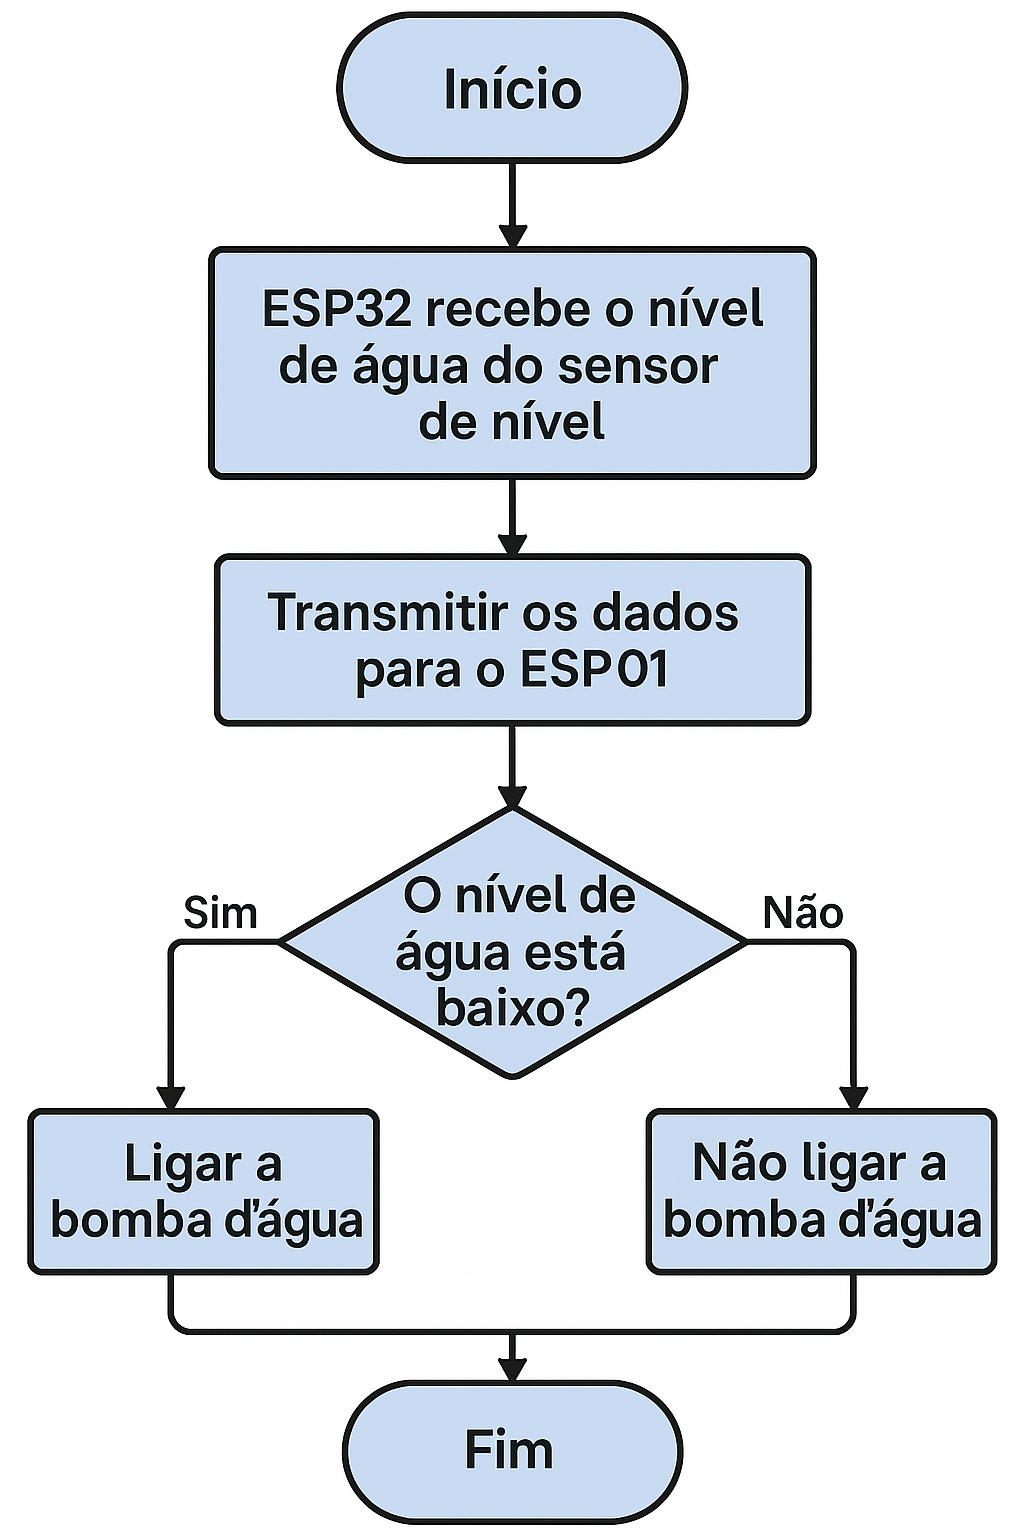 Início
ESP32 recebe o nível
de água do sensor
de nível
Transmitir os dados
para o ESP01
O nível de
água está
baixo?
Sim
Não
Ligar a
bomba d'água
Não ligar a
bomba d'água
Fim